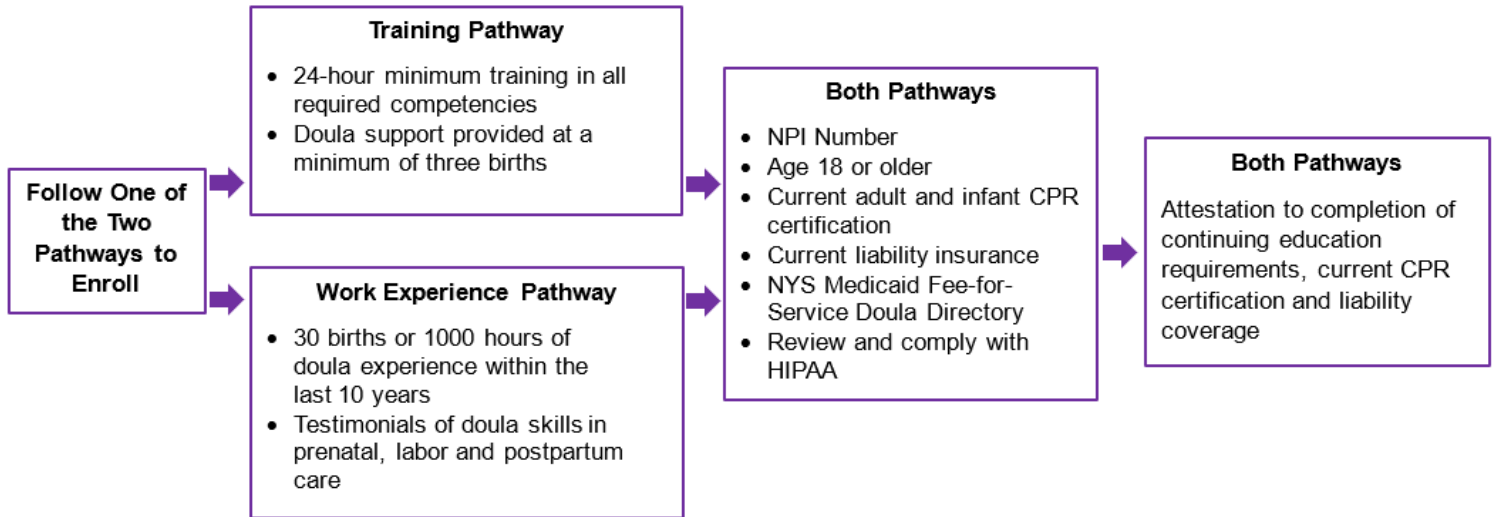 Follow One of
the Two
Pathways to
Enroll
Training Pathway
• 24-hour minimum training in all
required competencies
• Doula support provided at a
minimum of three births
Work Experience Pathway
• 30 births or 1000 hours of
doula experience within the
last 10 years
• Testimonials of doula skills in
prenatal, labor and postpartum
care
Both Pathways
• NPI Number
• Age 18 or older
• Current adult and infant CPR
certification
• Current liability insurance
• NYS Medicaid Fee-for-
Service Doula Directory
• Review and comply with
HIPAA
Both Pathways
Attestation to completion of
continuing education
requirements, current CPR
certification and liability
coverage